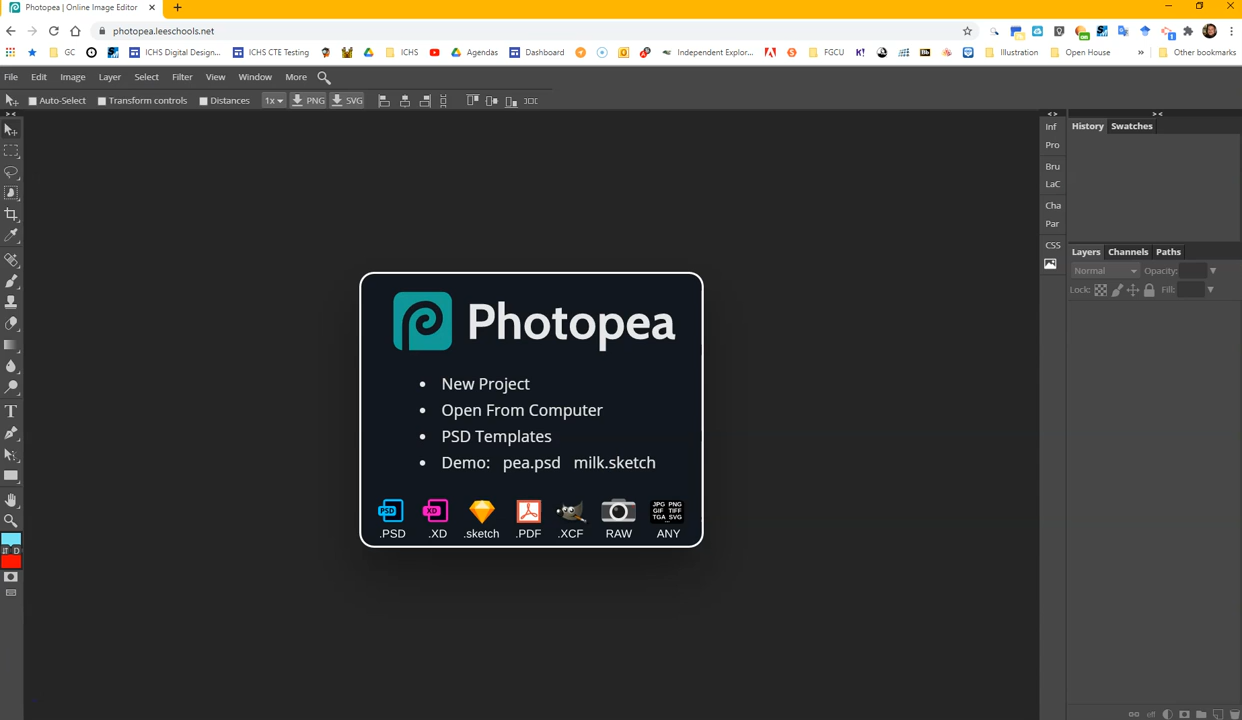 Photopea | Online Image Editor
photopea.leeschools.net
GC
ICHS Digital Design...
ICHS CTE Testing
ICHS
Agendas
Dashboard
Independent Explor...
FGCU
Illustration
Open House
Other bookmarks
File Edit Image Layer Select Filter View Window More
Auto-Select Transform controls Distances 1x PNG SVG
Inf
Pro
Bru
LaC
Cha
Par
CSS
History Swatches
Layers Channels Paths
Normal Opacity:
Lock: Fill:
Photopea
New Project
Open From Computer
PSD Templates
Demo: pea.psd milk.sketch
PSD XD JPG PNG
GIF TIFF
TGA SVG
.PSD .XD .sketch .PDF .XCF RAW ANY